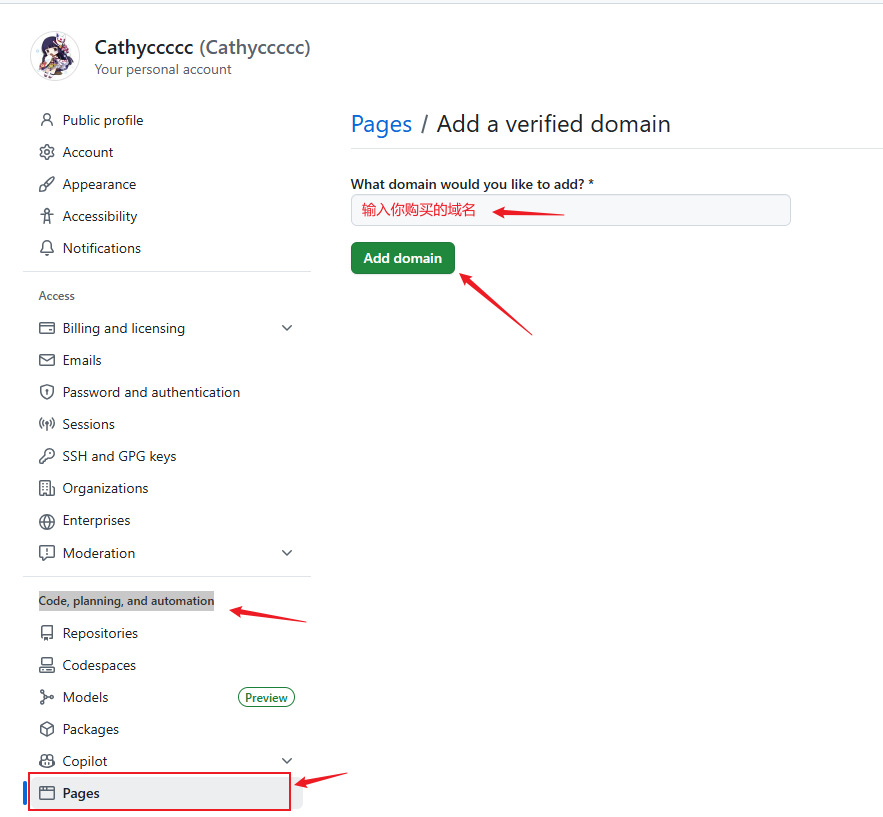 Cathyccccc (Cathyccccc)
Your personal account
Public profile
Account
Appearance
Accessibility
Notifications
Access
Billing and licensing
Emails
Password and authentication
Sessions
SSH and GPG keys
Organizations
Enterprises
Moderation
Code, planning, and automation
Repositories
Codespaces
Models Preview
Packages
Copilot
Pages
Pages / Add a verified domain
What domain would you like to add? *
输入你购买的域名
Add domain